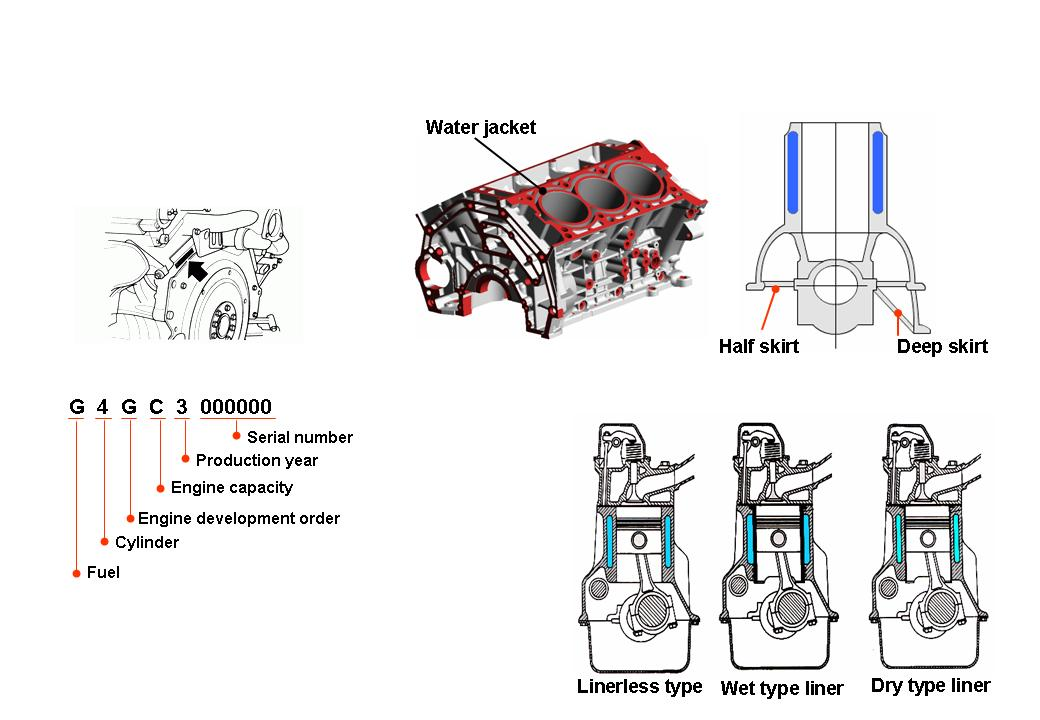 Water jacket
Half skirt
Deep skirt
G 4 G C 3 000000
Serial number
Production year
Engine capacity
Engine development order
Cylinder
Fuel
Linerless type
Wet type liner
Dry type liner